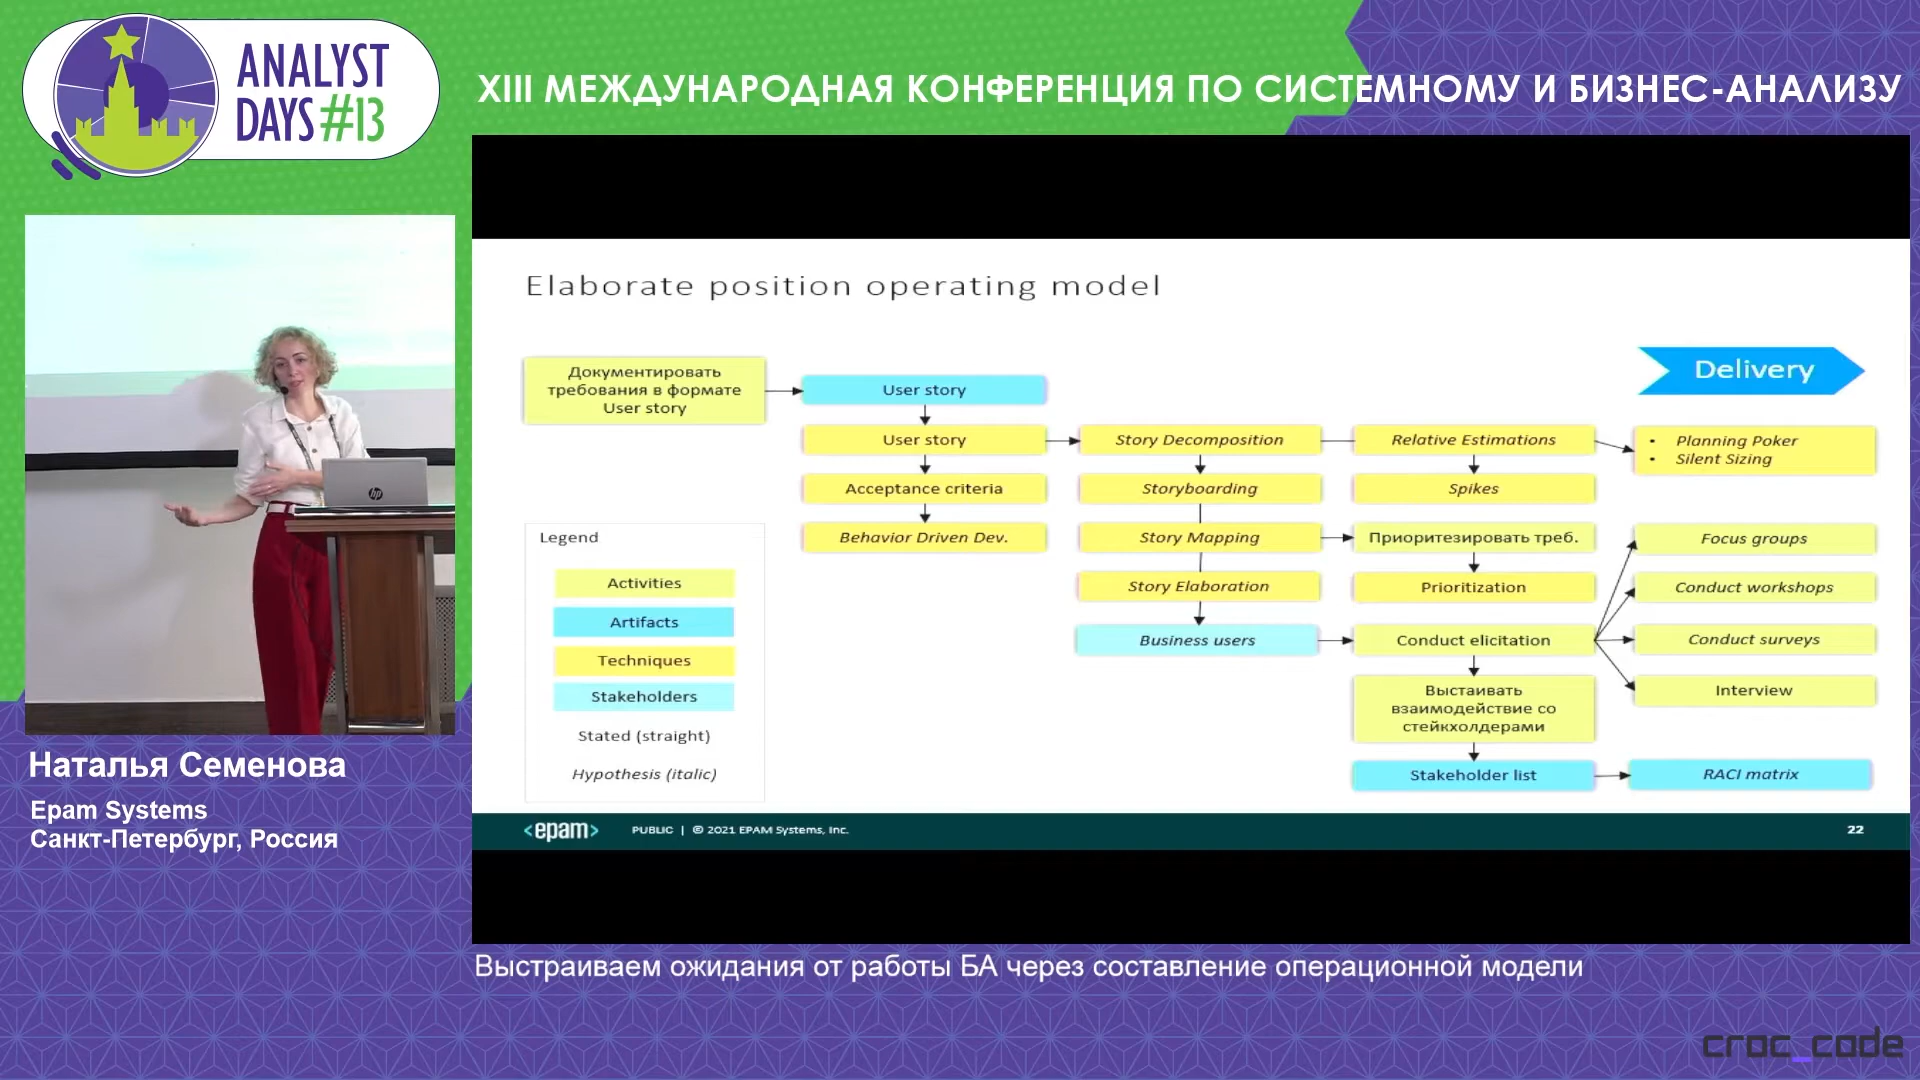 ANALYST
DAYS #13
XIII МЕЖДУНАРОДНАЯ КОНФЕРЕНЦИЯ ПО СИСТЕМНОМУ И БИЗНЕС-АНАЛИЗУ
Elaborate position operating model
Delivery
Документировать
требования в формате
User story
User story
User story
Acceptance criteria
Behavior Driven Dev.
Story Decomposition
Storyboarding
Story Mapping
Story Elaboration
Business users
Relative Estimations
Spikes
Приоритезировать треб.
Prioritization
Conduct elicitation
Выстаивать
взаимодействие со
стейкхолдерами
Stakeholder list
• Planning Poker
• Silent Sizing
Focus groups
Conduct workshops
Conduct surveys
Interview
RACI matrix
Legend
Activities
Artifacts
Techniques
Stakeholders
Stated (straight)
Hypothesis (italic)
<epam> PUBLIC | © 2021 EPAM Systems, Inc. 22
hp
Наталья Семенова
Epam Systems
Санкт-Петербург, Россия
Выстраиваем ожидания от работы БА через составление операционной модели
croc_code